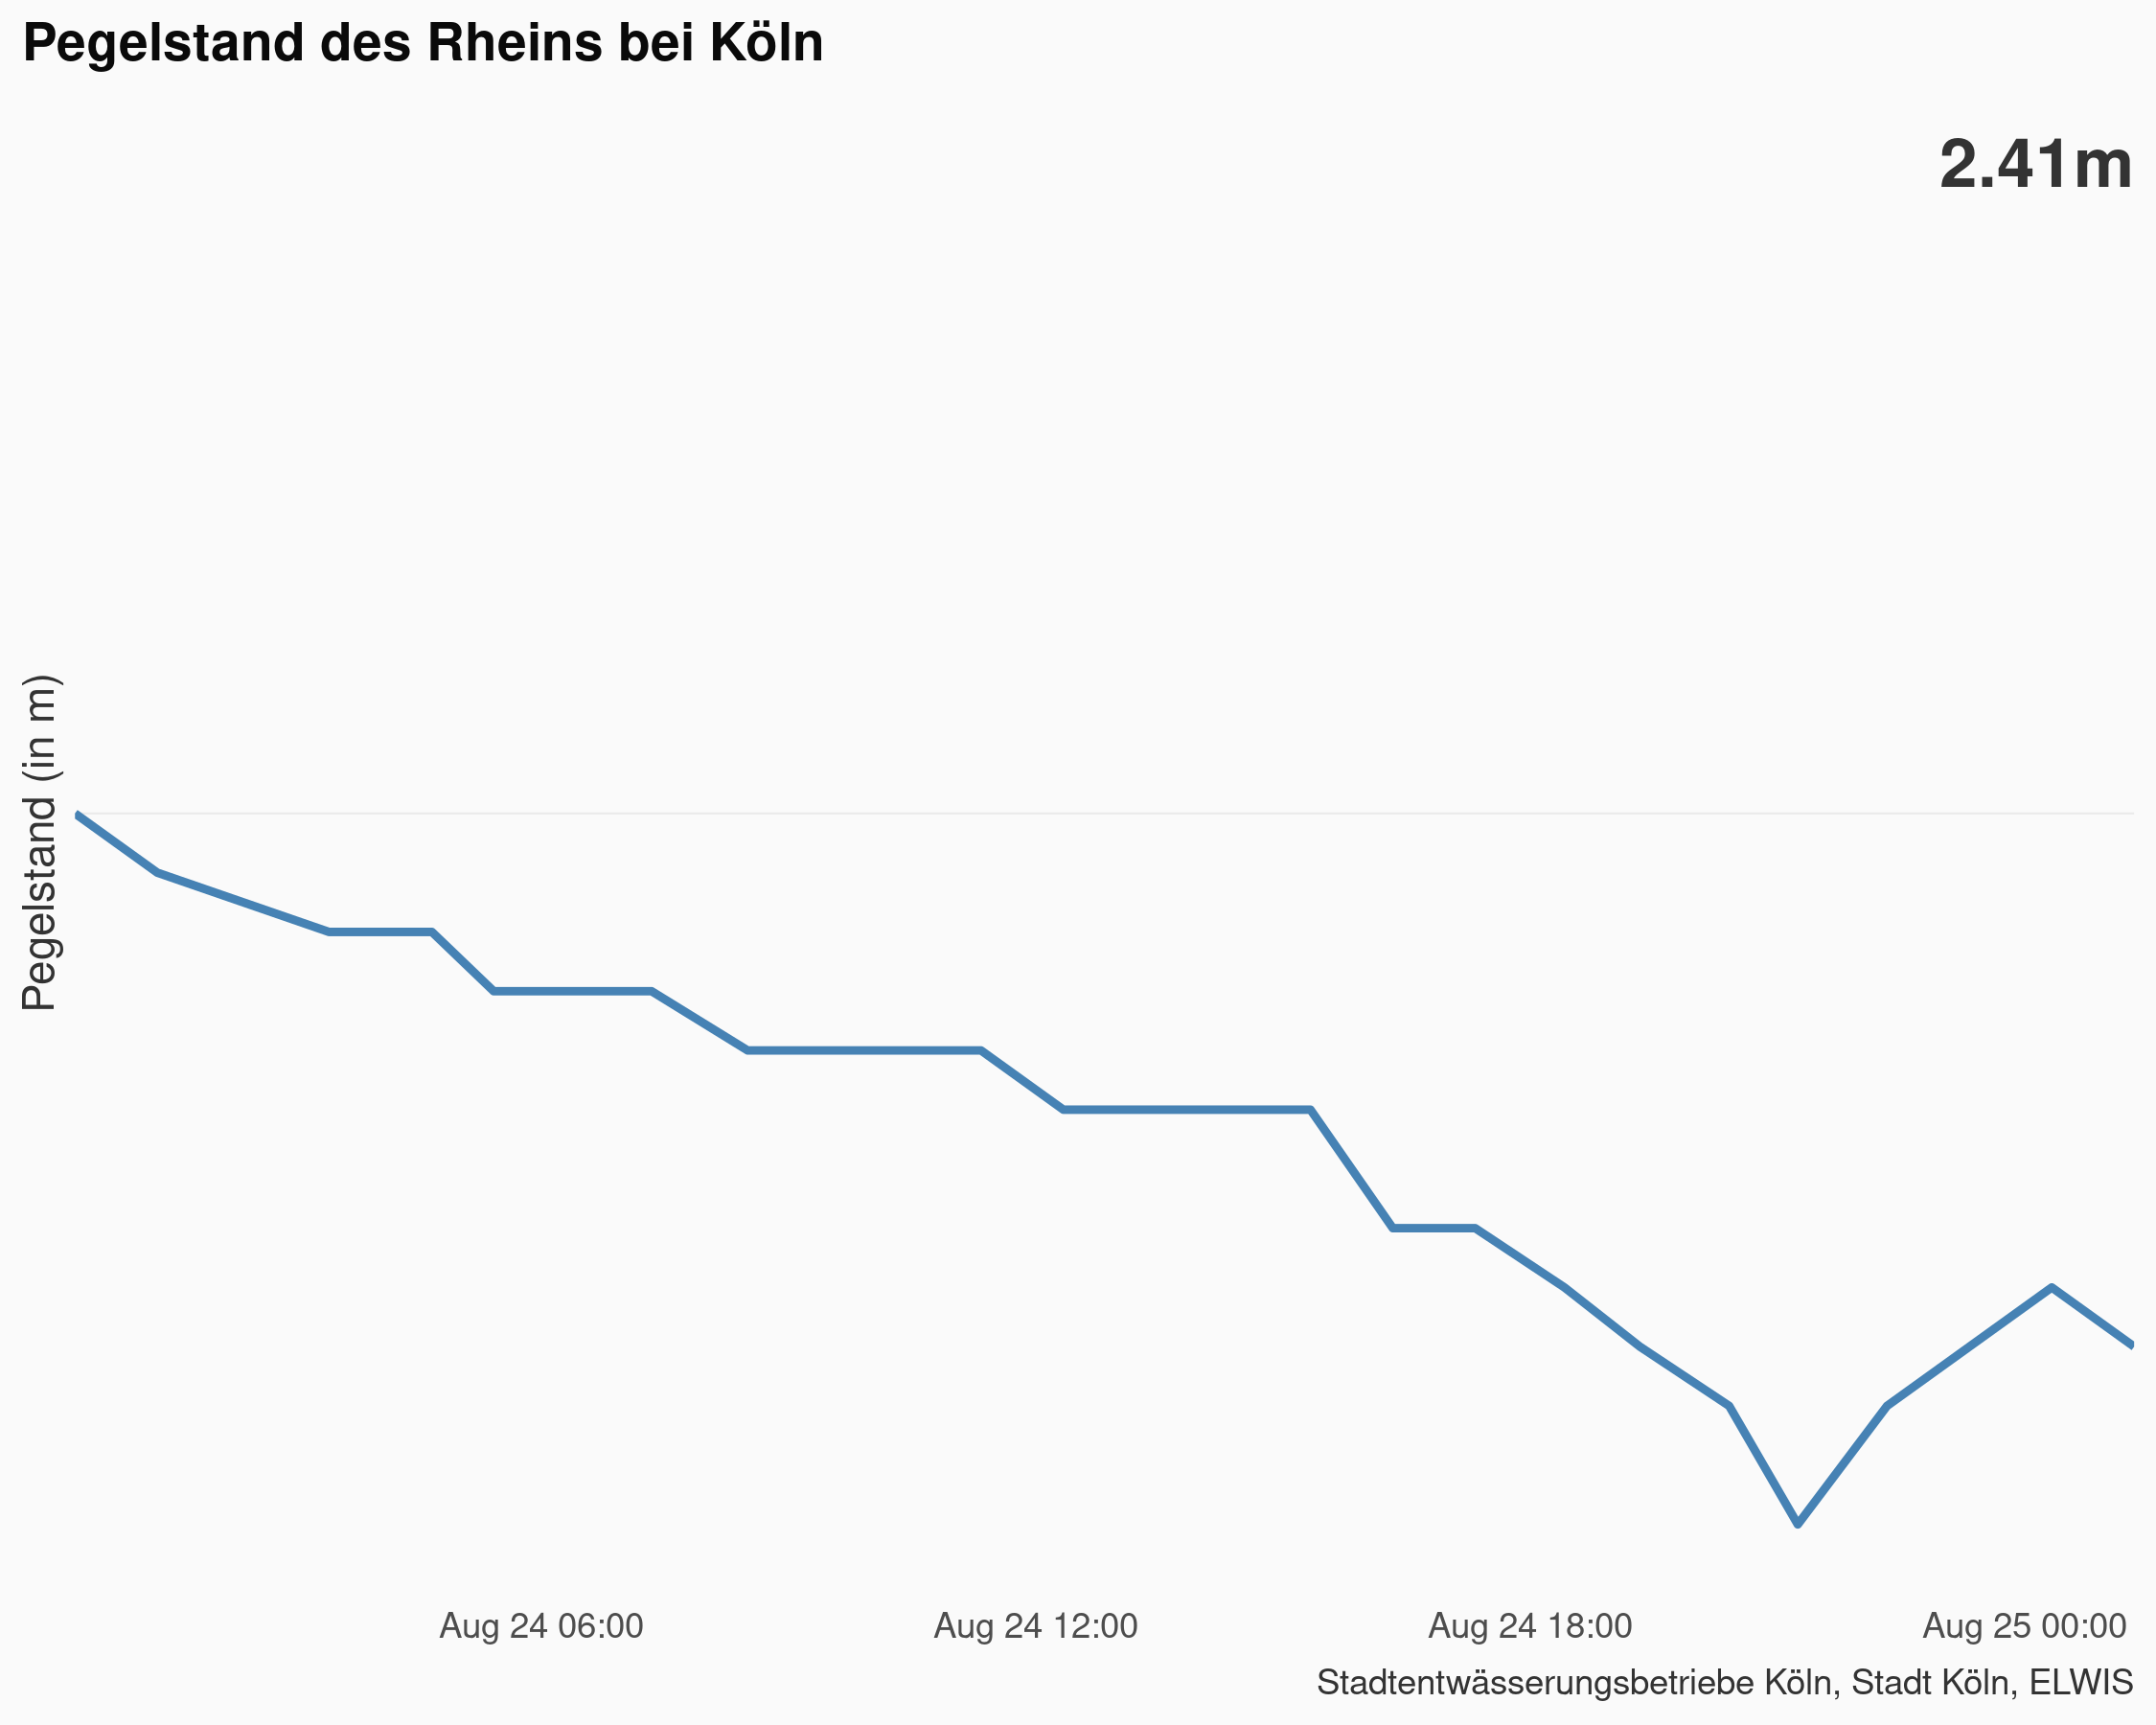 Pegelstand des Rheins bei Köln
2.41m
Pegelstand (in m)
Aug 24 06:00
Aug 24 12:00
Aug 24 18:00
Aug 25 00:00
Stadtentwässerungsbetriebe Köln, Stadt Köln, ELWIS